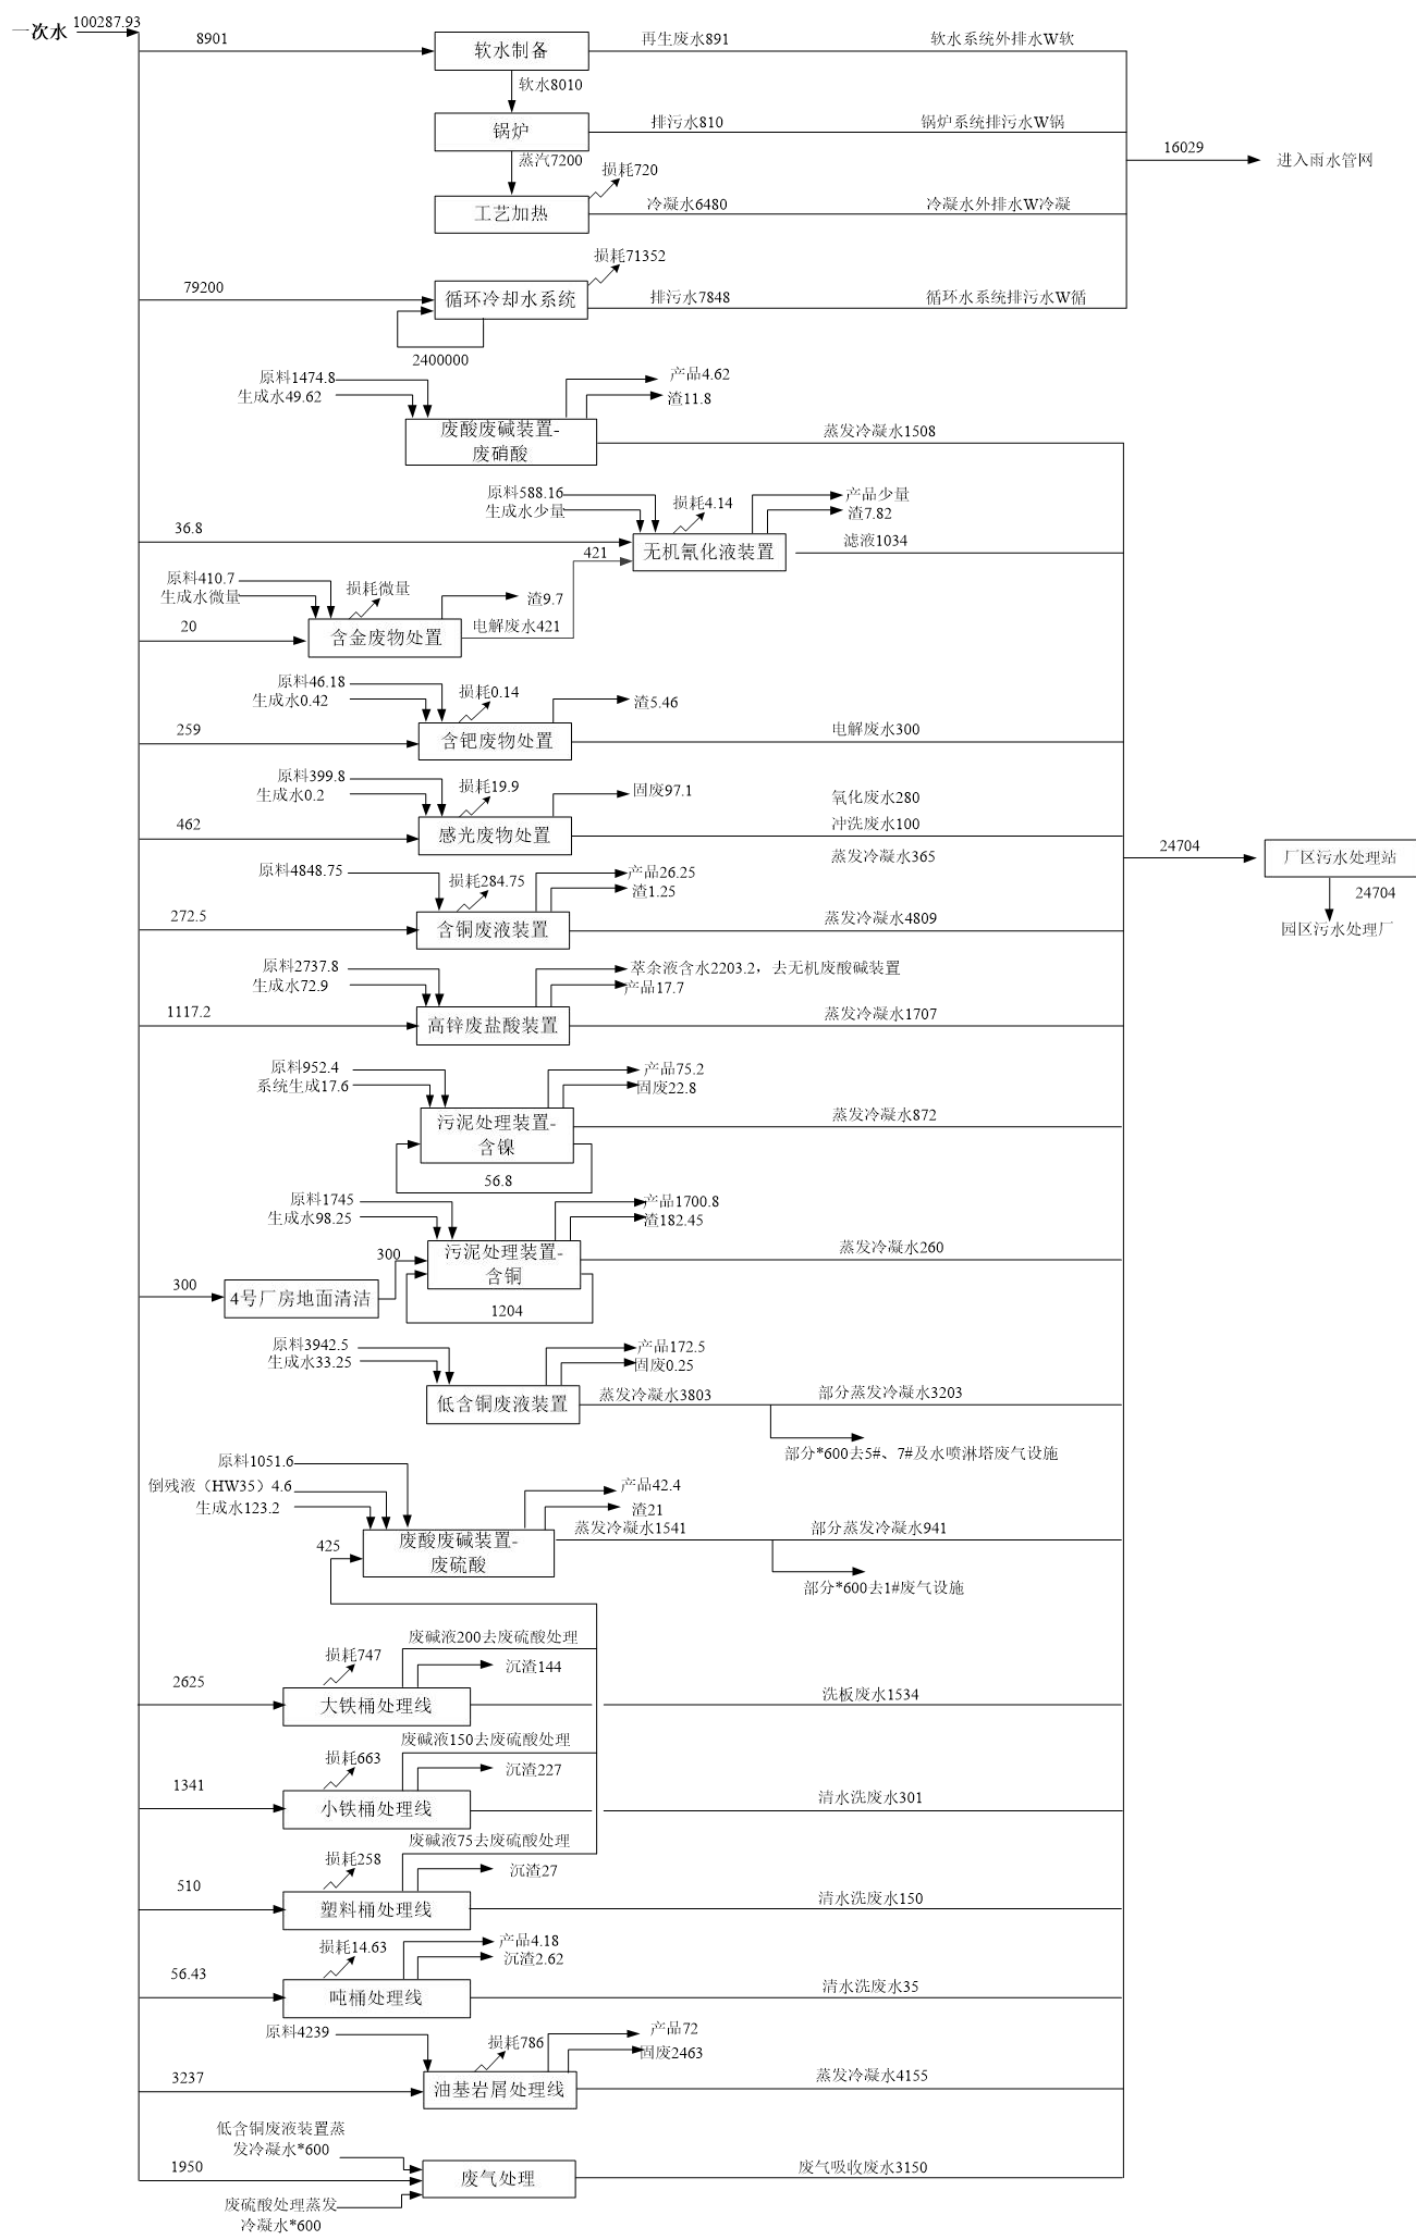 一次水
100287.93
8901
软水制备
再生废水891
软水系统外排水W软
软水8010
锅炉
排污水810
锅炉系统排污水W锅
16029
进入雨水管网
蒸汽7200
损耗720
工艺加热
冷凝水6480
冷凝水外排水W冷凝
损耗71352
79200
循环冷却水系统
排污水7848
循环水系统排污水W循
2400000
原料1474.8
生成水49.62
产品4.62
渣11.8
废酸废碱装置-
废硝酸
蒸发冷凝水1508
原料588.16
生成水少量
损耗4.14
产品少量
渣7.82
36.8
无机氰化液装置
滤液1034
421
原料410.7
生成水微量
损耗微量
渣9.7
20
含金废物处置
电解废水421
原料46.18
生成水0.42
损耗0.14
渣5.46
259
含钯废物处置
电解废水300
原料399.8
生成水0.2
损耗19.9
固废97.1
氧化废水280
462
感光废物处置
冲洗废水100
蒸发冷凝水365
24704
厂区污水处理站
24704
园区污水处理厂
原料4848.75
损耗284.75
产品26.25
渣1.25
272.5
含铜废液装置
蒸发冷凝水4809
原料2737.8
生成水72.9
萃余液含水2203.2，去无机废酸碱装置
产品17.7
1117.2
高锌废盐酸装置
蒸发冷凝水1707
原料952.4
系统生成17.6
产品75.2
固废22.8
污泥处理装置-
含镍
蒸发冷凝水872
56.8
原料1745
生成水98.25
产品1700.8
渣182.45
300
污泥处理装置-
含铜
蒸发冷凝水260
300
4号厂房地面清洁
1204
原料3942.5
生成水33.25
产品172.5
固废0.25
低含铜废液装置
蒸发冷凝水3803
部分蒸发冷凝水3203
部分*600去5#、7#及水喷淋塔废气设施
原料1051.6
倒残液（HW35）4.6
生成水123.2
产品42.4
渣21
425
废酸废碱装置-
废硫酸
蒸发冷凝水1541
部分蒸发冷凝水941
部分*600去1#废气设施
废碱液200去废硫酸处理
损耗747
沉渣144
2625
大铁桶处理线
洗板废水1534
废碱液150去废硫酸处理
损耗663
沉渣227
1341
小铁桶处理线
清水洗废水301
废碱液75去废硫酸处理
损耗258
沉渣27
510
塑料桶处理线
清水洗废水150
损耗14.63
产品4.18
沉渣2.62
56.43
吨桶处理线
清水洗废水35
原料4239
损耗786
产品72
固废2463
3237
油基岩屑处理线
蒸发冷凝水4155
低含铜废液装置蒸
发冷凝水*600
1950
废气处理
废气吸收废水3150
废硫酸处理蒸发
冷凝水*600